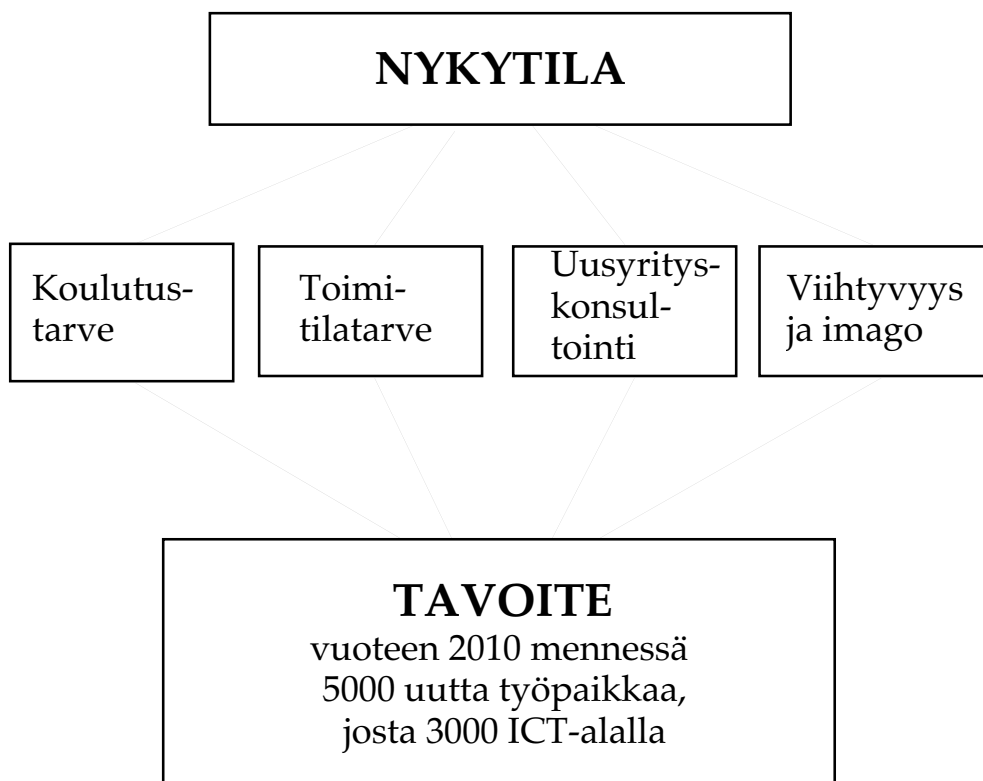 NYKYTILA
Koulutus-
tarve
Toimi-
tilatarve
Uusyritys-
konsul-
tointi
Viihtyvyys
ja imago
TAVOITE
vuoteen 2010 mennessä
5000 uutta työpaikkaa,
josta 3000 ICT-alalla